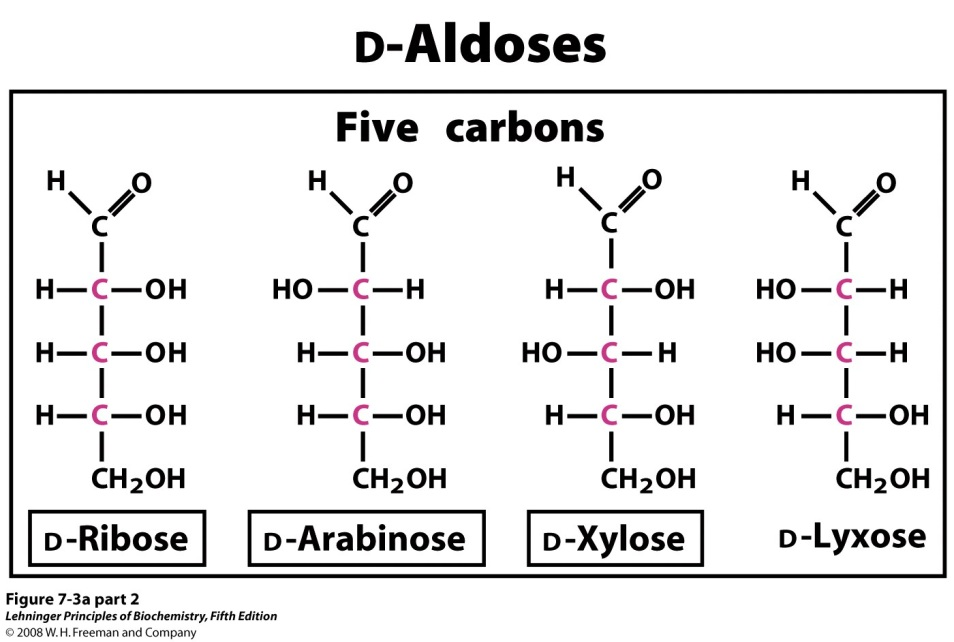 D-Aldoses
Five carbons
H O H O H O H O
C C C C
H—C—OH HO—C—H H—C—OH HO—C—H
H—C—OH H—C—OH HO—C—H HO—C—H
H—C—OH H—C—OH H—C—OH H—C—OH
CH₂OH CH₂OH CH₂OH CH₂OH
D-Ribose D-Arabinose D-Xylose D-Lyxose
Figure 7-3a part 2
Lehninger Principles of Biochemistry, Fifth Edition
© 2008 W. H. Freeman and Company